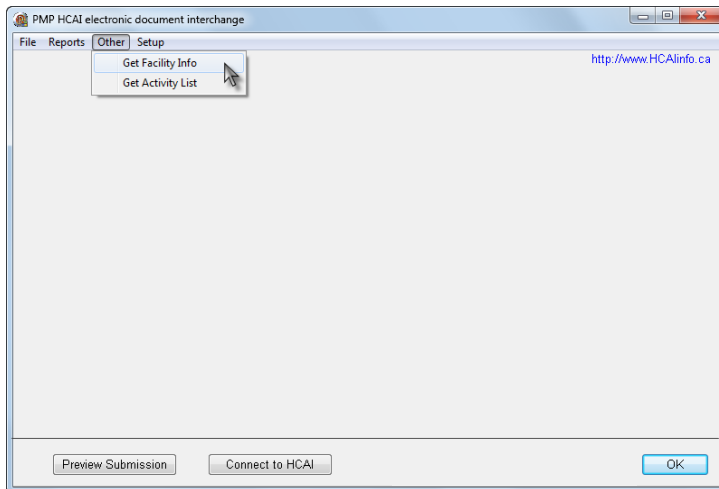 PMP HCAI electronic document interchange
File Reports Other Setup
http://www.HCAIinfo.ca
Get Facility Info
Get Activity List
Preview Submission Connect to HCAI OK